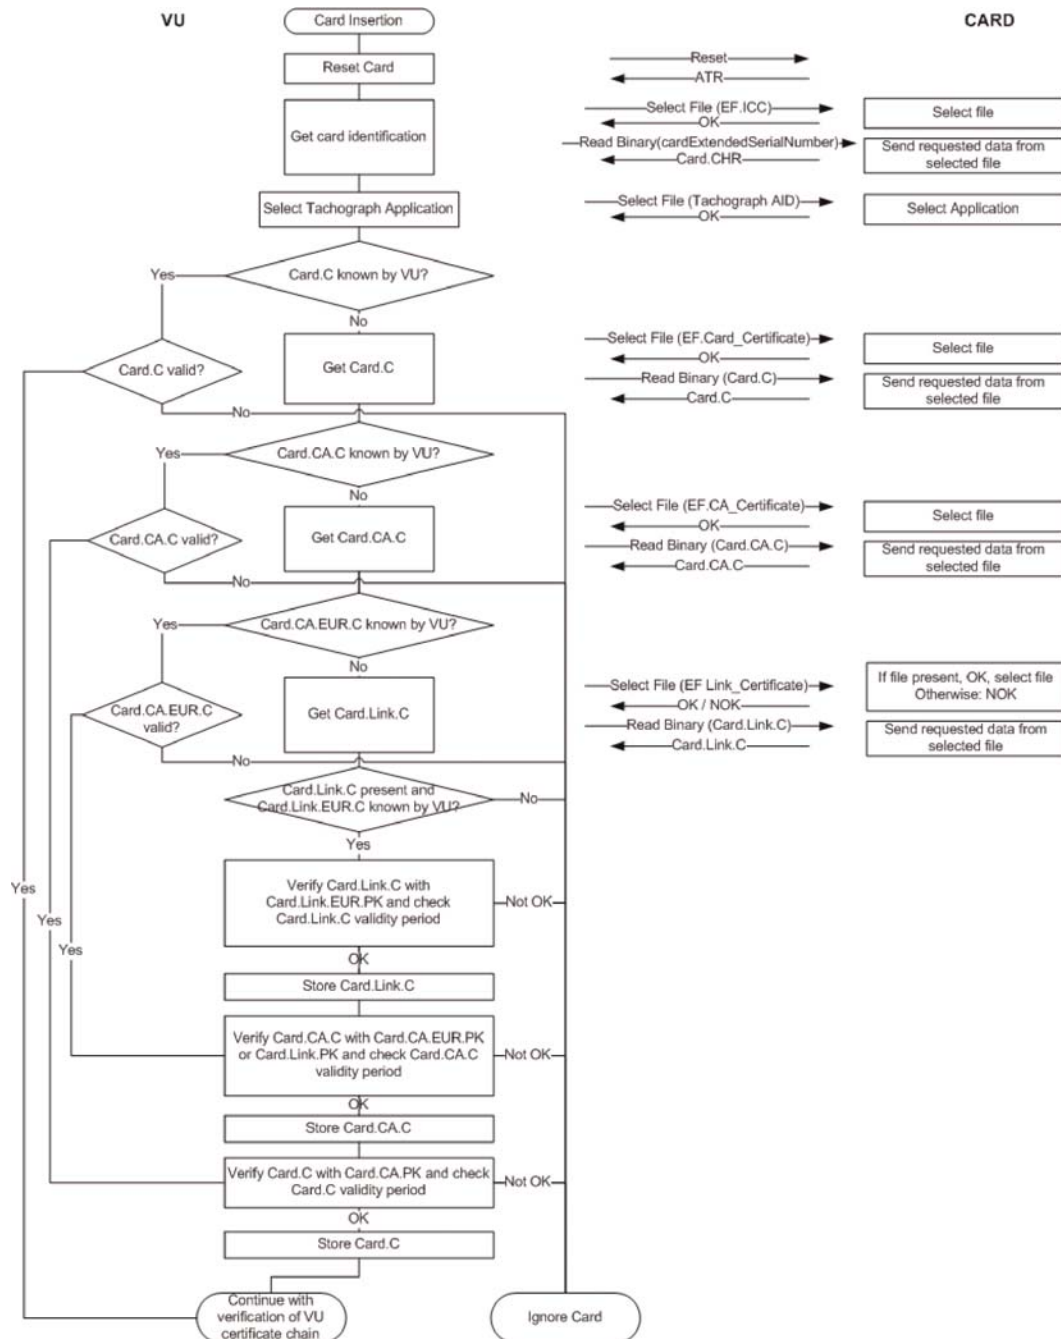 VU
Card Insertion
CARD
Reset Card
Reset
ATR
Get card identification
Select File (EF.ICC)
OK
Select file
Read Binary(cardExtendedSerialNumber)
Card.CHR
Send requested data from
selected file
Select Tachograph Application
Select File (Tachograph AID)
OK
Select Application
Card.C known by VU?
Yes
No
Card.C valid?
Get Card.C
Select File (EF.Card_Certificate)
OK
Select file
Read Binary (Card.C)
Card.C
Send requested data from
selected file
No
Card.CA.C known by VU?
Yes
No
Card.CA.C valid?
Get Card.CA.C
Select File (EF.CA_Certificate)
OK
Select file
Read Binary (Card.CA.C)
Card.CA.C
Send requested data from
selected file
No
Card.CA.EUR.C known by VU?
Yes
No
Card.CA.EUR.C
valid?
Get Card.Link.C
Select File (EF Link_Certificate)
OK / NOK
If file present, OK, select file
Otherwise: NOK
Read Binary (Card.Link.C)
Card.Link.C
Send requested data from
selected file
No
Card.Link.C present and
Card.Link.EUR.C known by VU?
No
Yes
Yes
Yes
Yes
Verify Card.Link.C with
Card.Link.EUR.PK and check
Card.Link.C validity period
Not OK
OK
Store Card.Link.C
Verify Card.CA.C with Card.CA.EUR.PK
or Card.Link.PK and check Card.CA.C
validity period
Not OK
OK
Store Card.CA.C
Verify Card.C with Card.CA.PK and check
Card.C validity period
Not OK
OK
Store Card.C
Continue with
verification of VU
certificate chain
Ignore Card